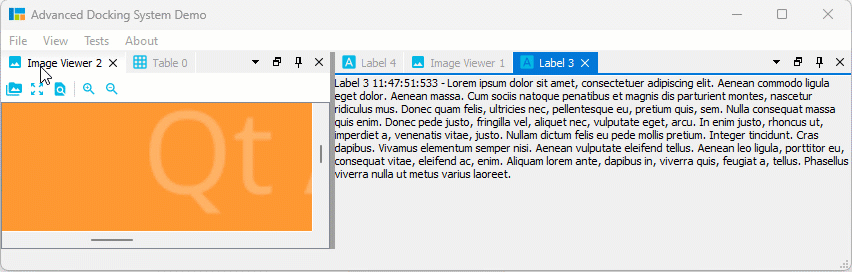 Advanced Docking System Demo
File View Tests About
Image Viewer 2 Table 0
Label 4 Image Viewer 1 Label 3
Label 3 11:47:51:533 - Lorem ipsum dolor sit amet, consectetuer adipiscing elit. Aenean commodo ligula
eget dolor. Aenean massa. Cum sociis natoque penatibus et magnis dis parturient montes, nascetur
ridiculus mus. Donec quam felis, ultricies nec, pellentesque eu, pretium quis, sem. Nulla consequat massa
quis enim. Donec pede justo, fringilla vel, aliquet nec, vulputate eget, arcu. In enim justo, rhoncus ut,
imperdiet a, venenatis vitae, justo. Nullam dictum felis eu pede mollis pretium. Integer tincidunt. Cras
dapibus. Vivamus elementum semper nisi. Aenean vulputate eleifend tellus. Aenean leo ligula, porttitor eu,
consequat vitae, eleifend ac, enim. Aliquam lorem ante, dapibus in, viverra quis, feugiat a, tellus. Phasellus
viverra nulla ut metus varius laoreet.
Qt A